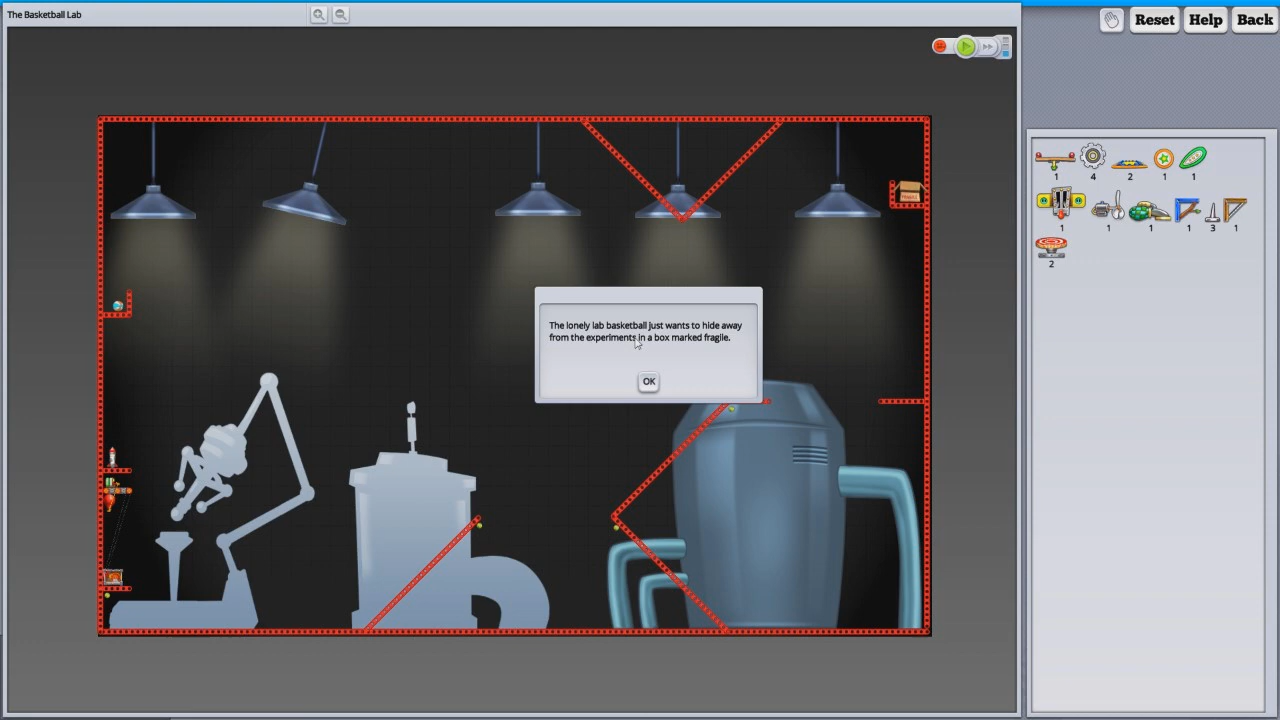 The Basketball Lab
Reset Help Back
1 4 2 1 1
1 1 1 1 3 1
2
The lonely lab basketball just wants to hide away
from the experiments in a box marked fragile.
OK